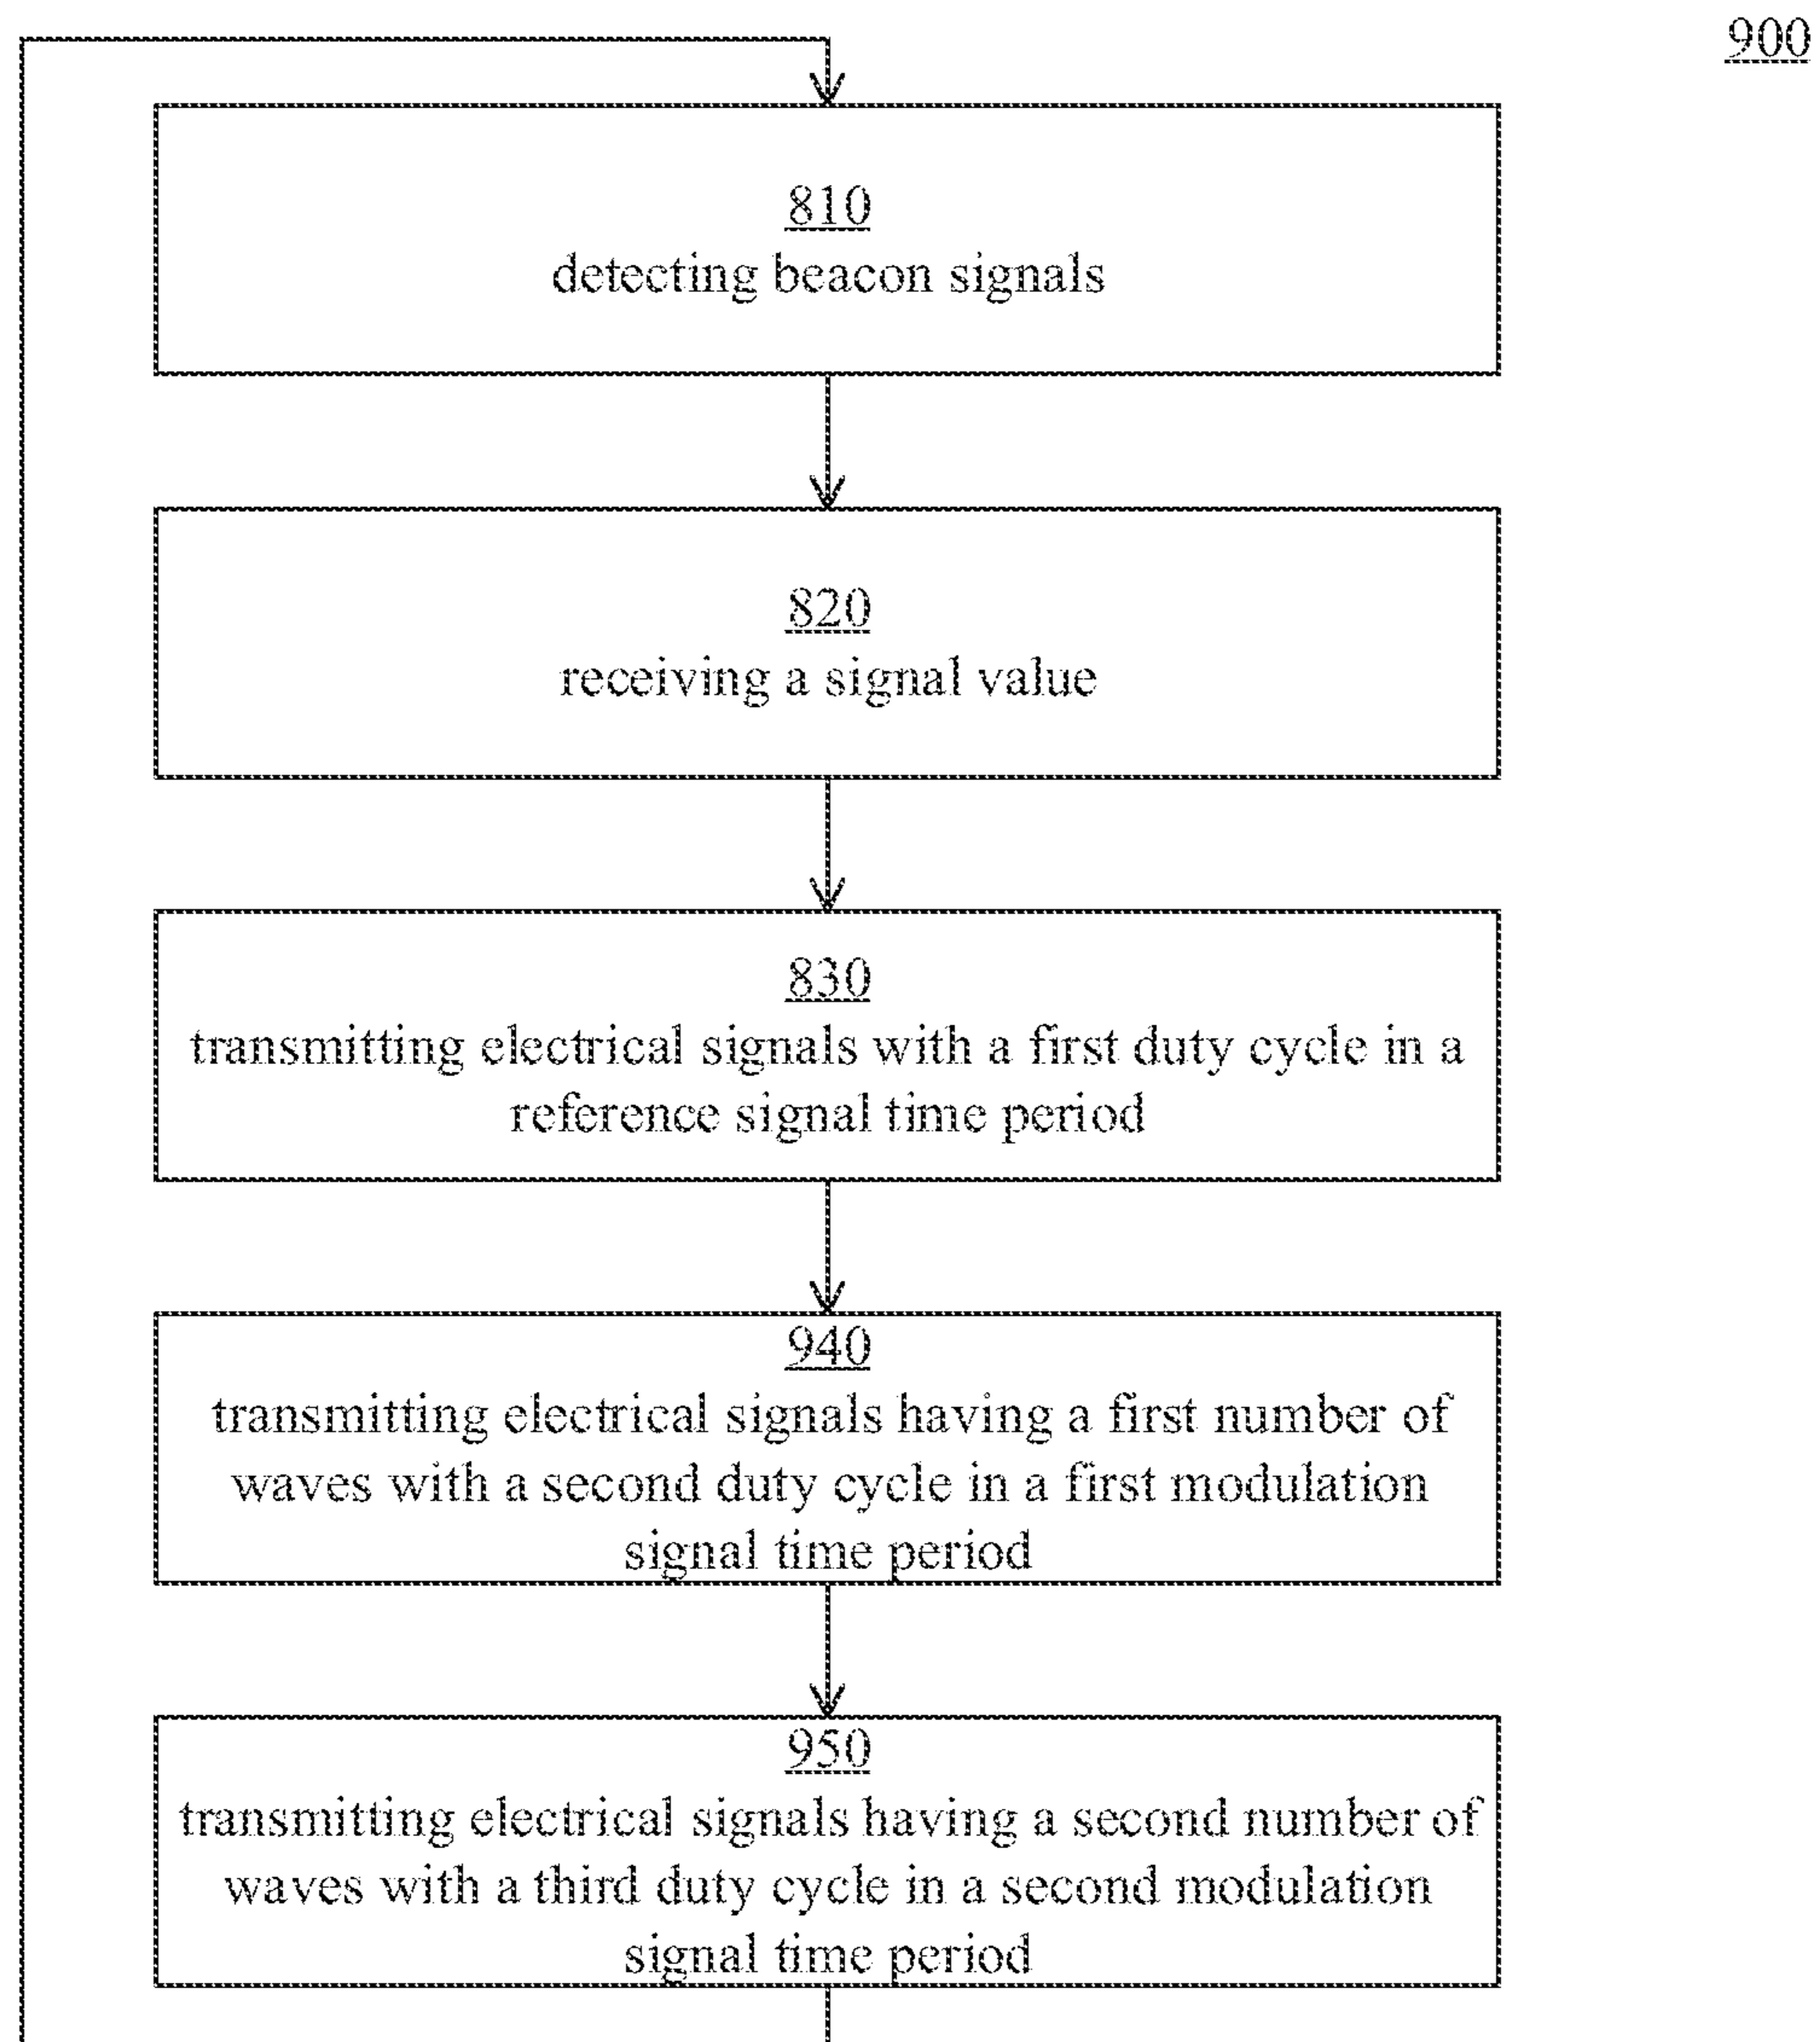 900
810
detecting beacon signals
820
receiving a signal value
830
transmitting electrical signals with a first duty cycle in a
reference signal time period
940
transmitting electrical signals having a first number of
waves with a second duty cycle in a first modulation
signal time period
950
transmitting electrical signals having a second number of
waves with a third duty cycle in a second modulation
signal time period